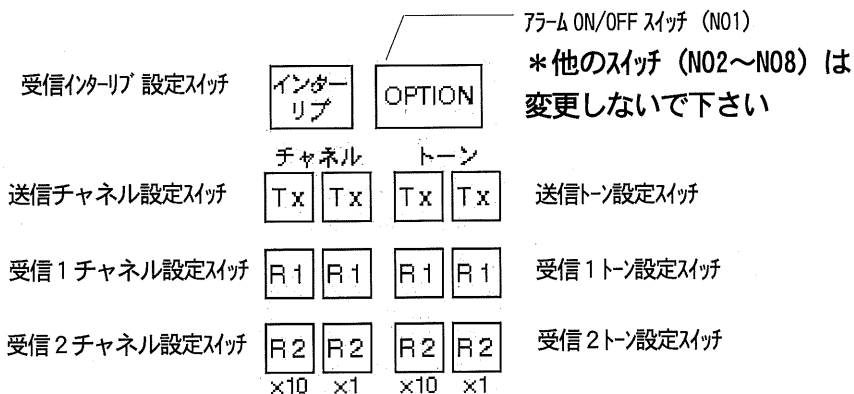 アラーム ON/OFF スイッチ (NO1)
受信インターリブ 設定スイッチ
インター
リブ
OPTION
＊他のスイッチ (NO2～NO8) は
変更しないで下さい
チャネル トーン
送信チャネル設定スイッチ Tx Tx Tx Tx 送信トーン設定スイッチ
受信1チャネル設定スイッチ R1 R1 R1 R1 受信1トーン設定スイッチ
受信2チャネル設定スイッチ R2 R2 R2 R2 受信2トーン設定スイッチ
×10 ×1 ×10 ×1